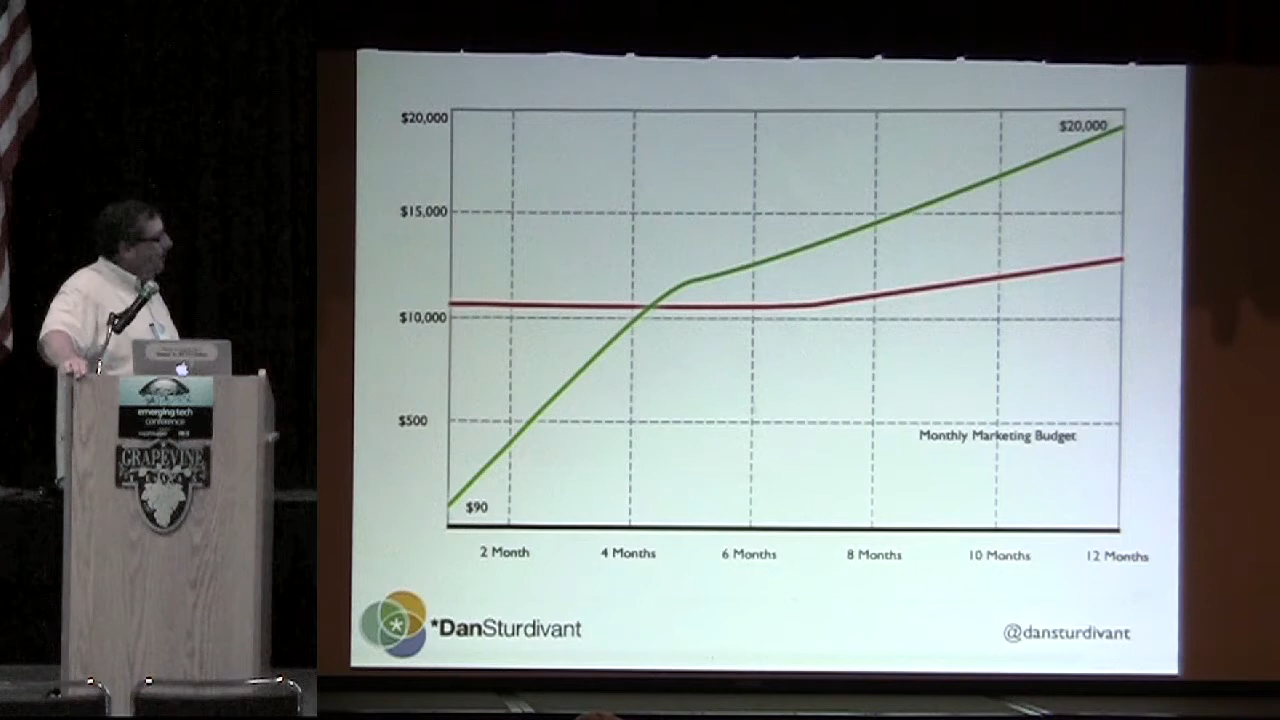 $20,000
$20,000
$15,000
$10,000
$500
Monthly Marketing Budget
$90
2 Month
4 Months
6 Months
8 Months
10 Months
12 Months
*DanSturdivant
@dansturdivant
emerging tech
conference
GRAPEVINE